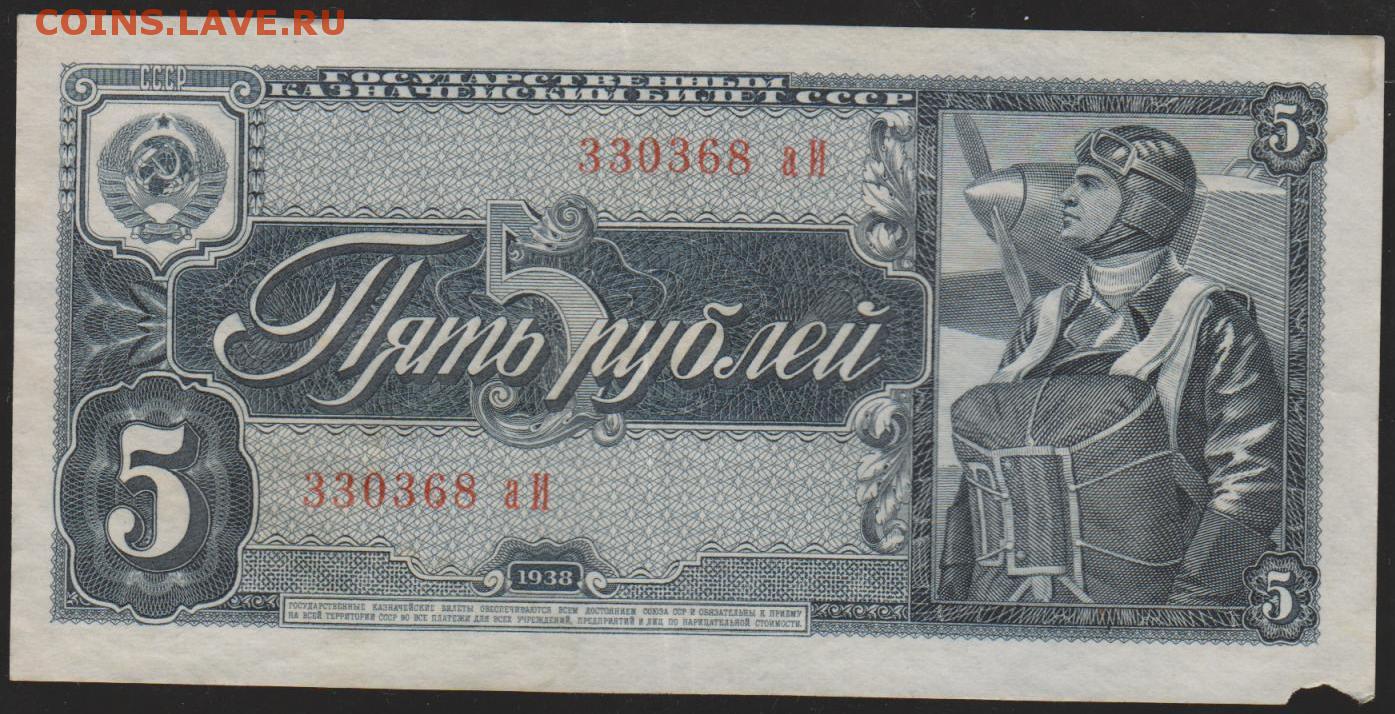 COINS.LAVE.RU
СССР
ГОСУДАРСТВЕННЫЙ
КАЗНАЧЕЙСКИЙ БИЛЕТ СССР
5
330368 аИ
5
Пять рублей
330368 аИ
5
1938
5
ГОСУДАРСТВЕННЫЕ КАЗНАЧЕЙСКИЕ БИЛЕТЫ ОБЕСПЕЧИВАЮТСЯ ВСЕМ ДОСТОЯНИЕМ СОЮЗА ССР И ОБЯЗАТЕЛЬНЫ К ПРИЕМУ
НА ВСЕЙ ТЕРРИТОРИИ СССР ВО ВСЕ ПЛАТЕЖИ ДЛЯ ВСЕХ УЧРЕЖДЕНИЙ, ПРЕДПРИЯТИЙ И ЛИЦ ПО НАРИЦАТЕЛЬНОЙ СТОИМОСТИ.